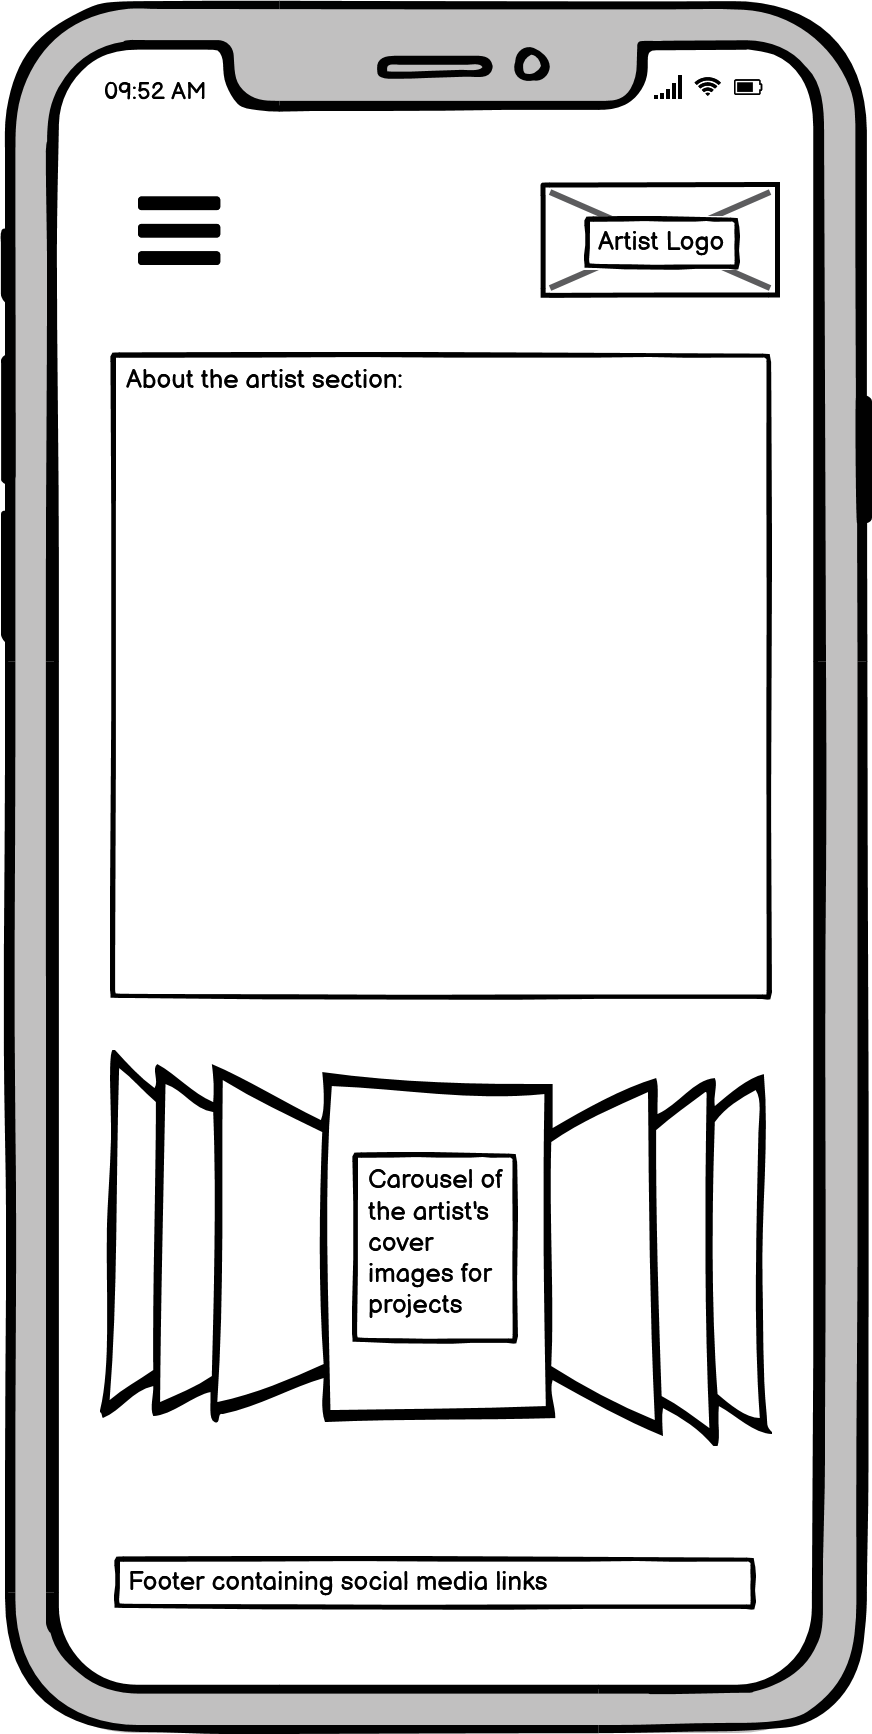 09:52 AM
Artist Logo
About the artist section:
Carousel of
the artist's
cover
images for
projects
Footer containing social media links